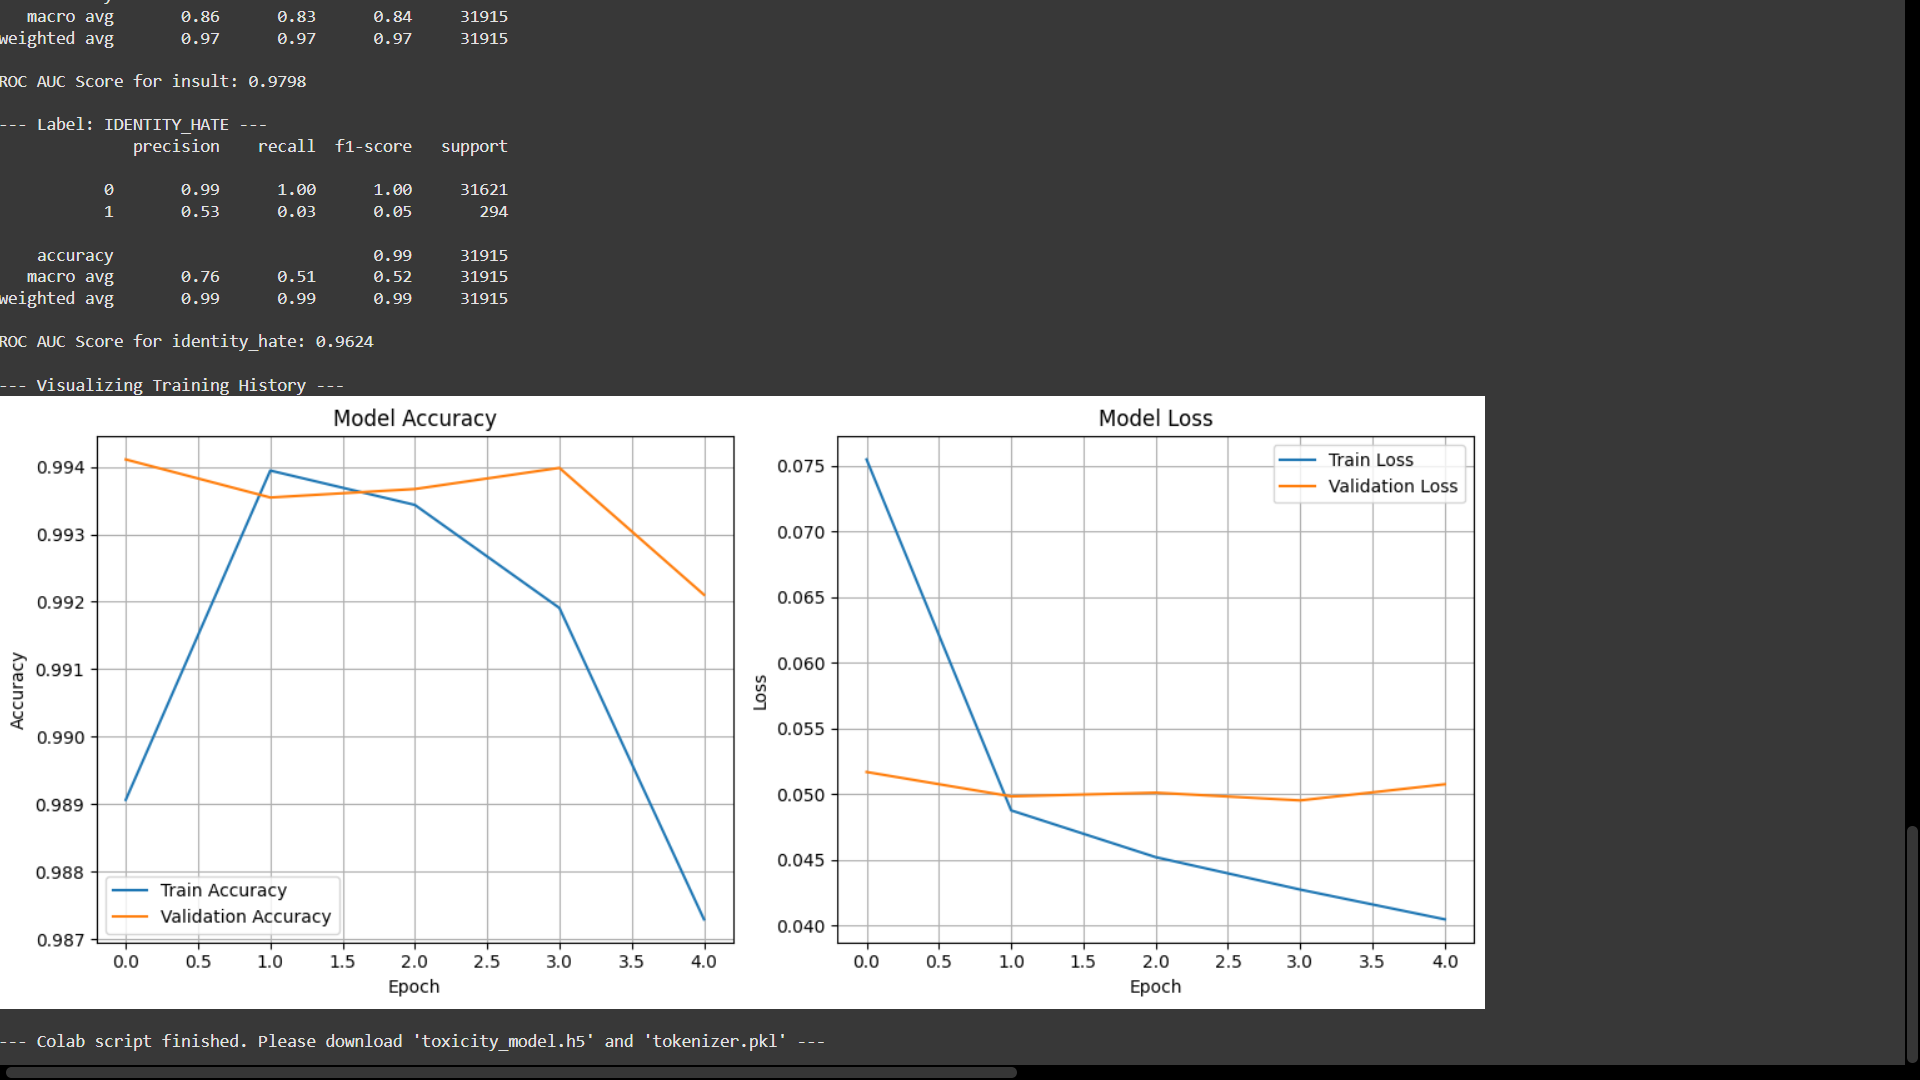 macro avg 0.86 0.83 0.84 31915
weighted avg 0.97 0.97 0.97 31915
ROC AUC Score for insult: 0.9798
--- Label: IDENTITY_HATE ---
precision recall f1-score support
0 0.99 1.00 1.00 31621
1 0.53 0.03 0.05 294
accuracy 0.99 31915
macro avg 0.76 0.51 0.52 31915
weighted avg 0.99 0.99 0.99 31915
ROC AUC Score for identity_hate: 0.9624
--- Visualizing Training History ---
Model Accuracy
0.994
0.993
0.992
0.991
0.990
0.989
0.988
0.987
Accuracy
Train Accuracy
Validation Accuracy
0.0 0.5 1.0 1.5 2.0 2.5 3.0 3.5 4.0
Epoch
Model Loss
Train Loss
Validation Loss
0.075
0.070
0.065
0.060
0.055
0.050
0.045
0.040
Loss
0.0 0.5 1.0 1.5 2.0 2.5 3.0 3.5 4.0
Epoch
--- Colab script finished. Please download 'toxicity_model.h5' and 'tokenizer.pkl' ---